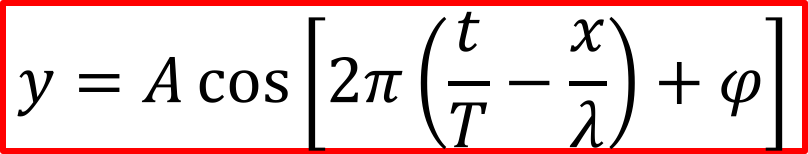 y = A cos [2π (t/T − x/λ) + φ]